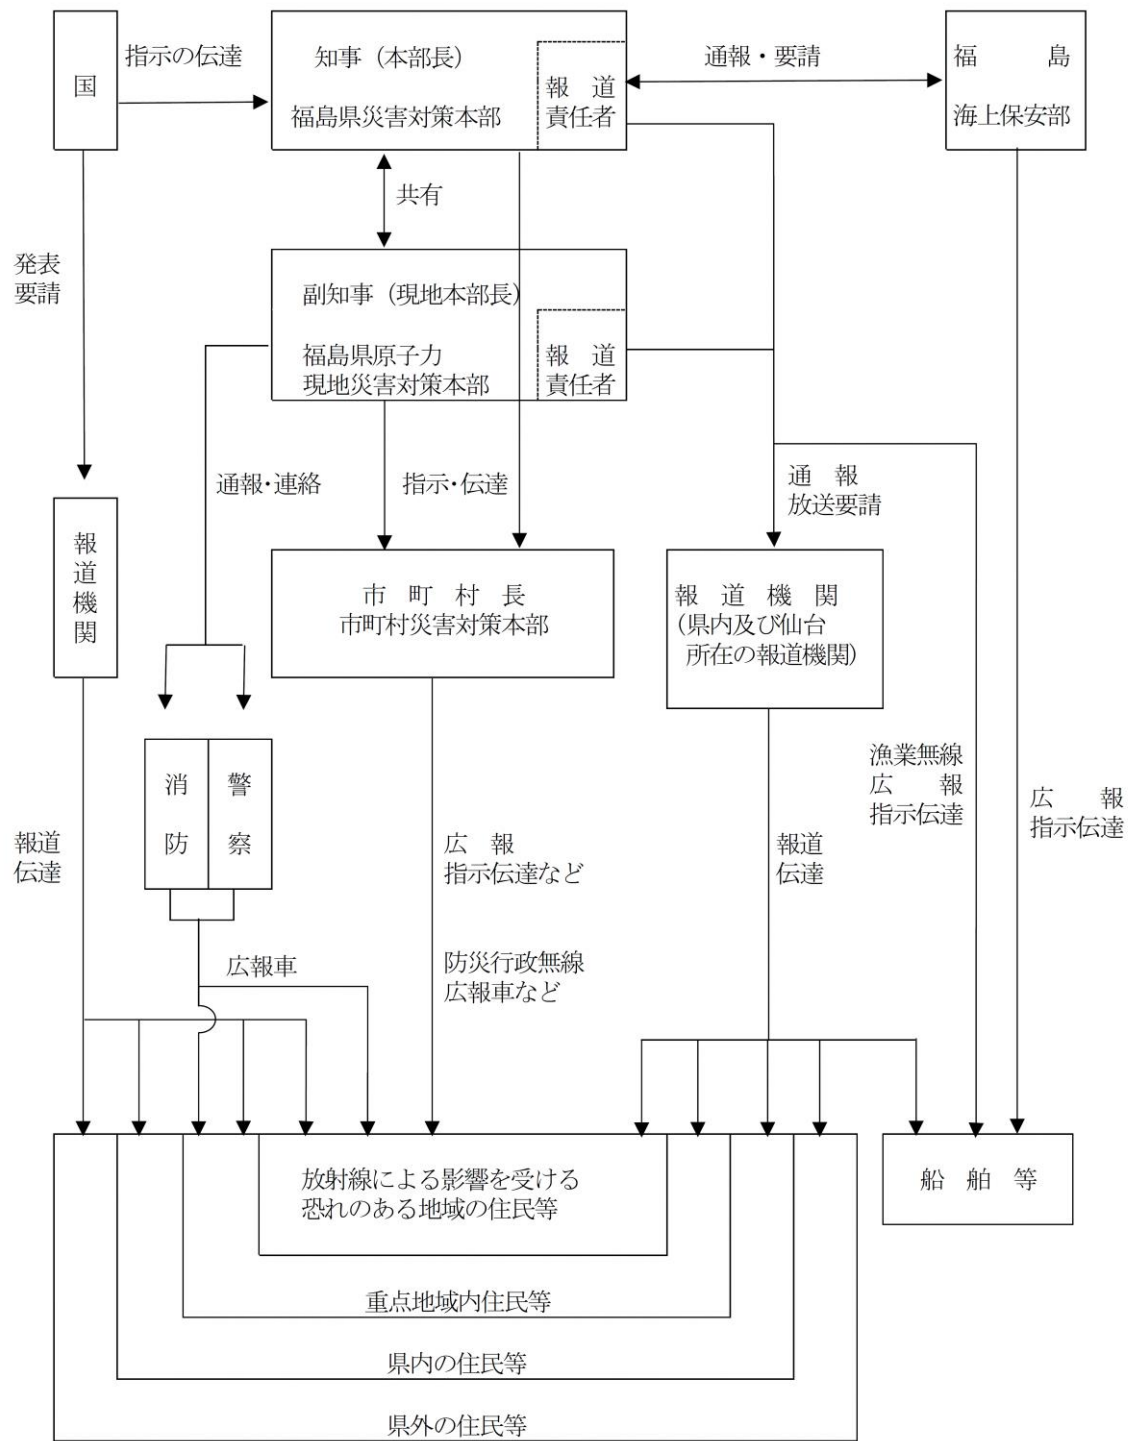 国
指示の伝達
知事(本部長)
福島県災害対策本部
報 道
責任者
通報・要請
福 島
海上保安部
共有
発表
要請
副知事(現地本部長)
福島県原子力
現地災害対策本部
報 道
責任者
通報・連絡
指示・伝達
通 報
放送要請
報道機関
市 町 村 長
市町村災害対策本部
報 道 機 関
(県内及び仙台
所在の報道機関)
消防
警察
漁業無線
広 報
指示伝達
広 報
指示伝達
報道
伝達
広 報
指示伝達など
報道
伝達
防災行政無線
広報車など
広報車
放射線による影響を受ける
恐れのある地域の住民等
船 舶 等
重点地域内住民等
県内の住民等
県外の住民等